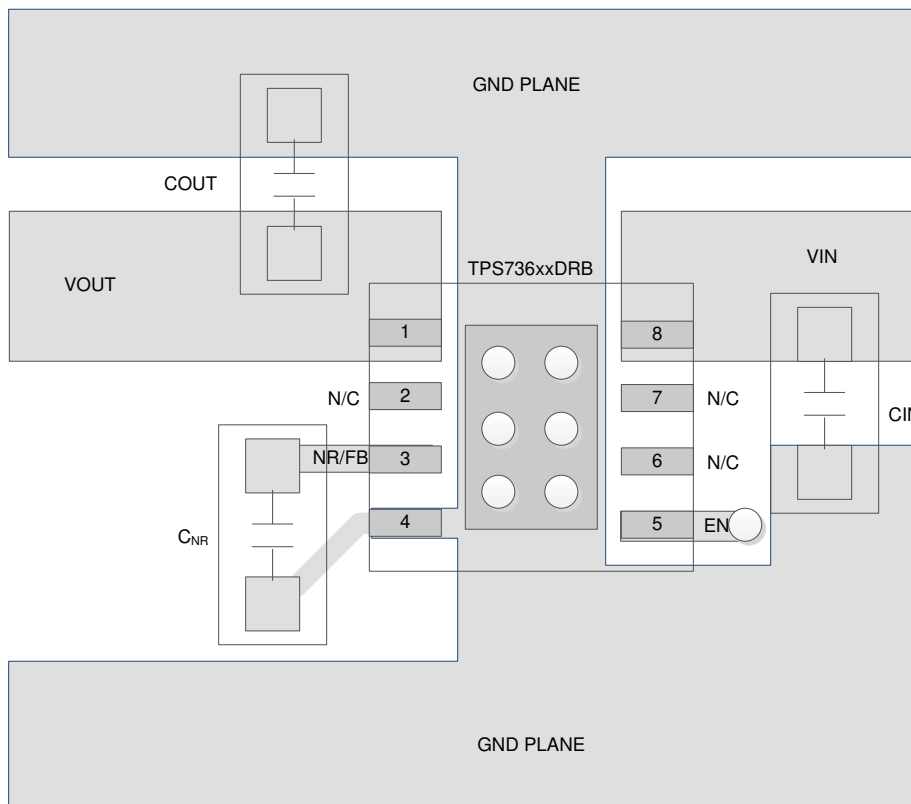 GND PLANE
COUT
TPS736xxDRB
VIN
VOUT
1
8
N/C
2
7
N/C
CIN
NR/FB
3
6
N/C
4
5
EN
CNR
GND PLANE